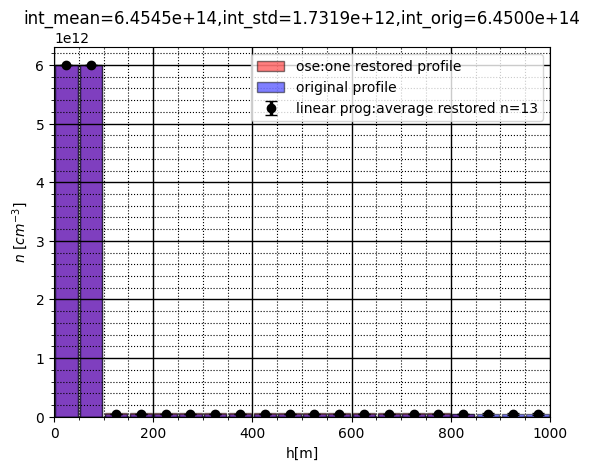 int_mean=6.4545e+14,int_std=1.7319e+12,int_orig=6.4500e+14
1e12
6
5
4
3
2
1
0
n [cm⁻³]
ose:one restored profile
original profile
linear prog:average restored n=13
0 200 400 600 800 1000
h[m]